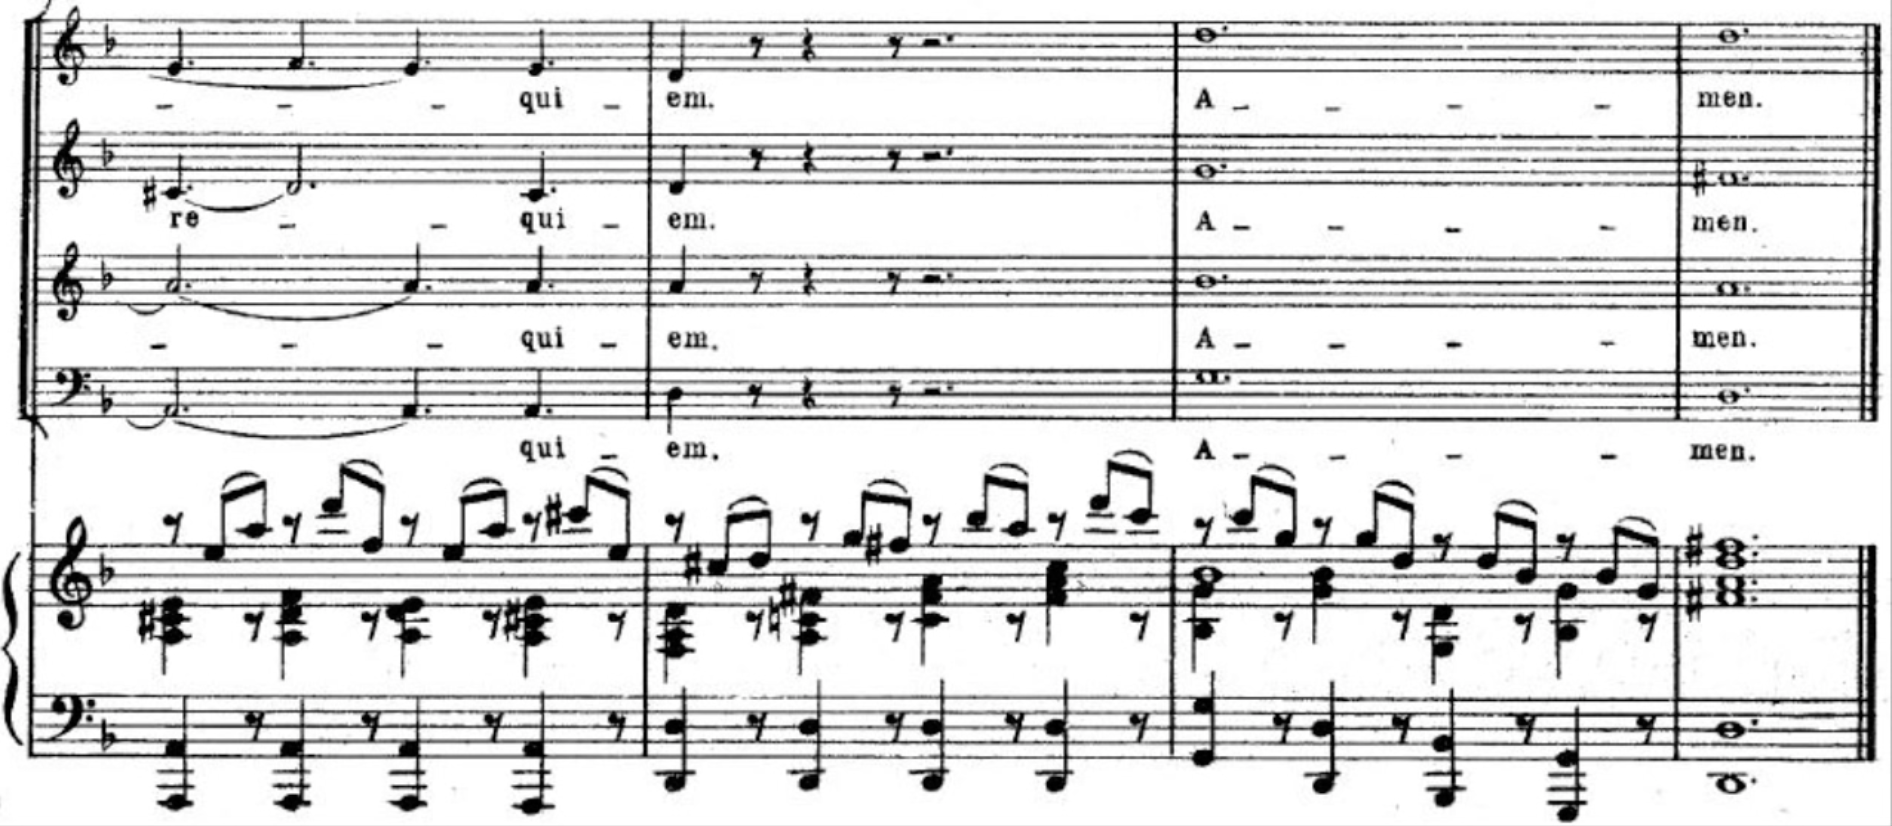 - - - qui - em. A - - - - men.
re - - qui - em. A - - - - men.
- - - qui - em. A - - - - men.
qui - em. A - - - - men.